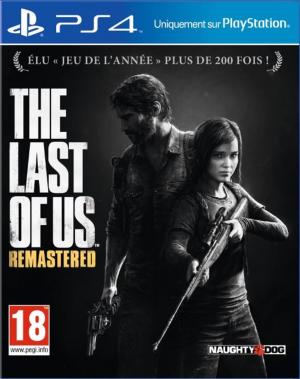 PS4
Uniquement sur PlayStation®
ÉLU « JEU DE L'ANNÉE » PLUS DE 200 FOIS !
THE
LAST
OF US™
REMASTERED
18
www.pegi.info
NAUGHTY DOG